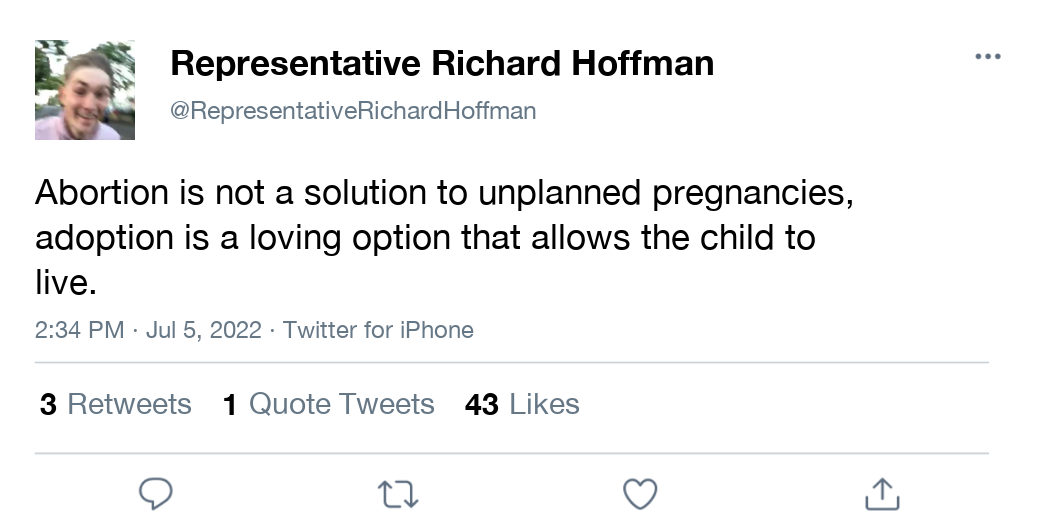 Representative Richard Hoffman
@RepresentativeRichardHoffman
Abortion is not a solution to unplanned pregnancies,
adoption is a loving option that allows the child to
live.
2:34 PM · Jul 5, 2022 · Twitter for iPhone
3 Retweets 1 Quote Tweets 43 Likes